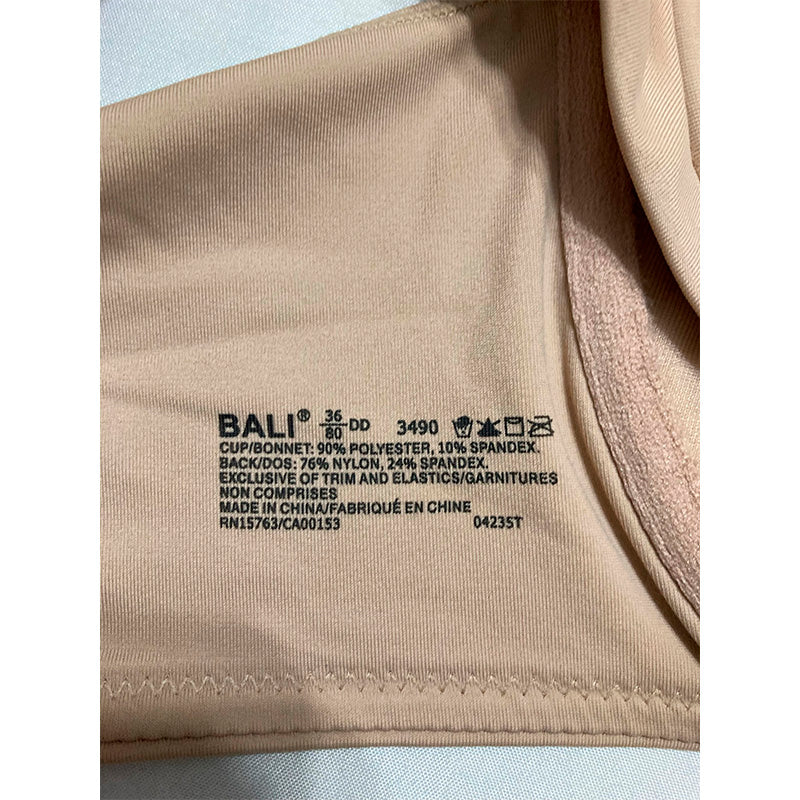 BALI® 36/80 DD 3490
CUP/BONNET: 90% POLYESTER, 10% SPANDEX.
BACK/DOS: 76% NYLON, 24% SPANDEX.
EXCLUSIVE OF TRIM AND ELASTICS/GARNITURES
NON COMPRISES
MADE IN CHINA/FABRIQUÉ EN CHINE
RN15763/CA00153 0423ST